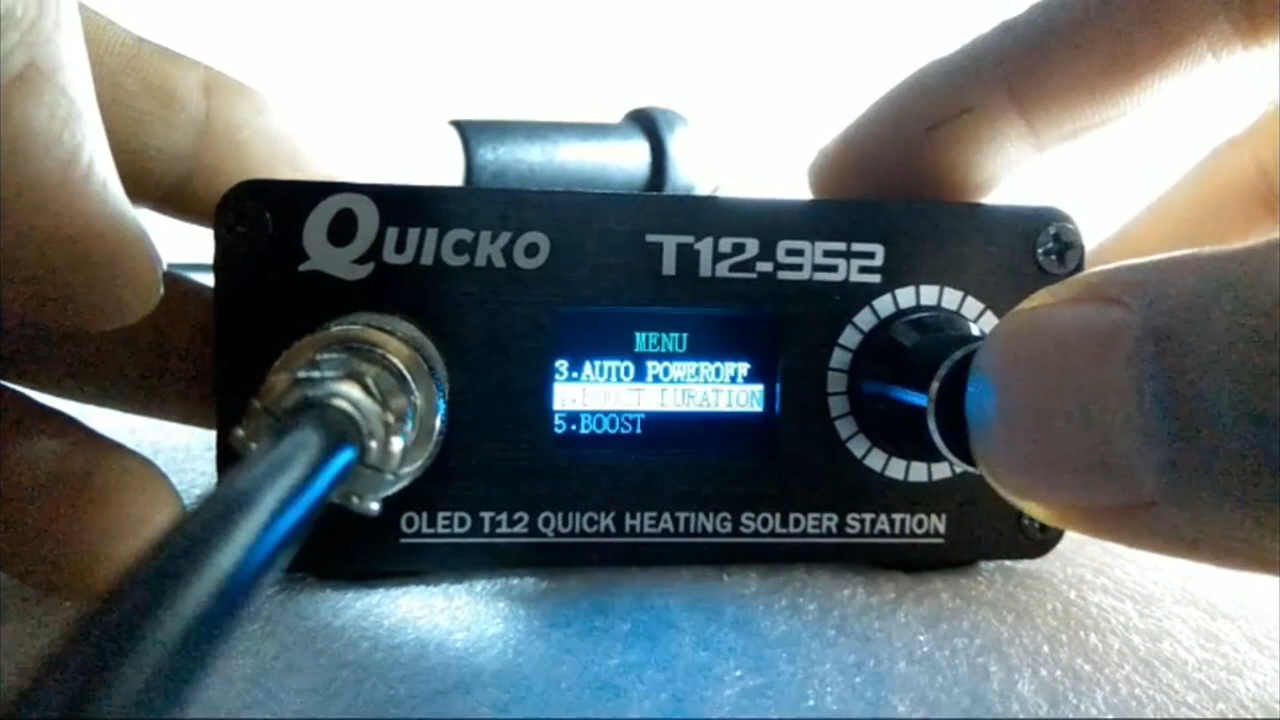 QUICKO
T12-952
MENU
3.AUTO POWEROFF
DURATION
5.BOOST
OLED T12 QUICK HEATING SOLDER STATION